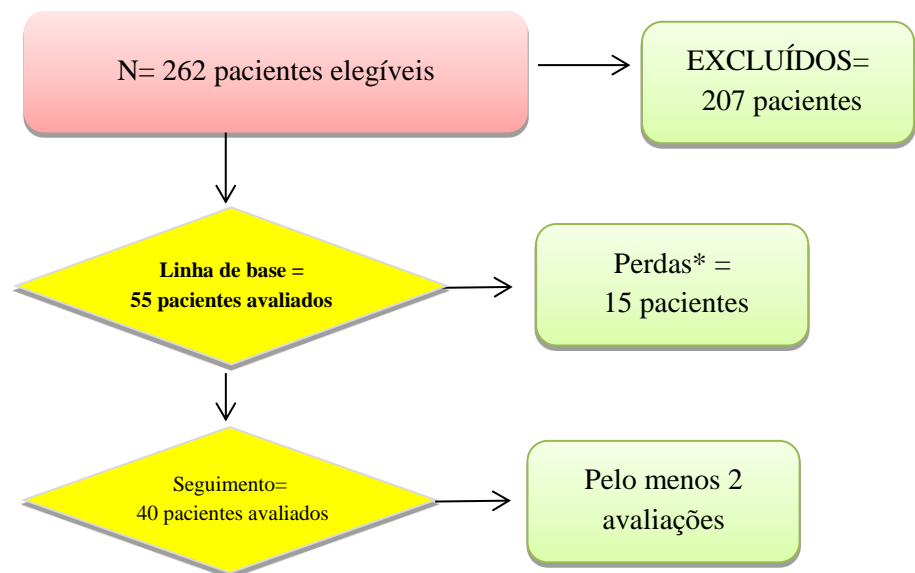 N= 262 pacientes elegíveis
EXCLUÍDOS=
207 pacientes
Linha de base =
55 pacientes avaliados
Perdas* =
15 pacientes
Seguimento=
40 pacientes avaliados
Pelo menos 2
avaliações